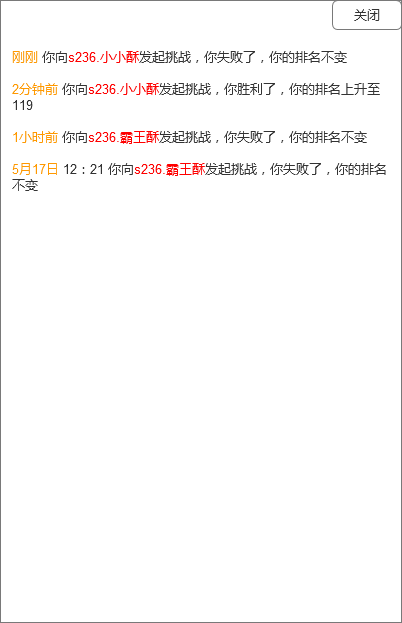 关闭
刚刚 你向s236.小小酥发起挑战，你失败了，你的排名不变
2分钟前 你向s236.小小酥发起挑战，你胜利了，你的排名上升至
119
1小时前 你向s236.霸王酥发起挑战，你失败了，你的排名不变
5月17日 12：21 你向s236.霸王酥发起挑战，你失败了，你的排名
不变